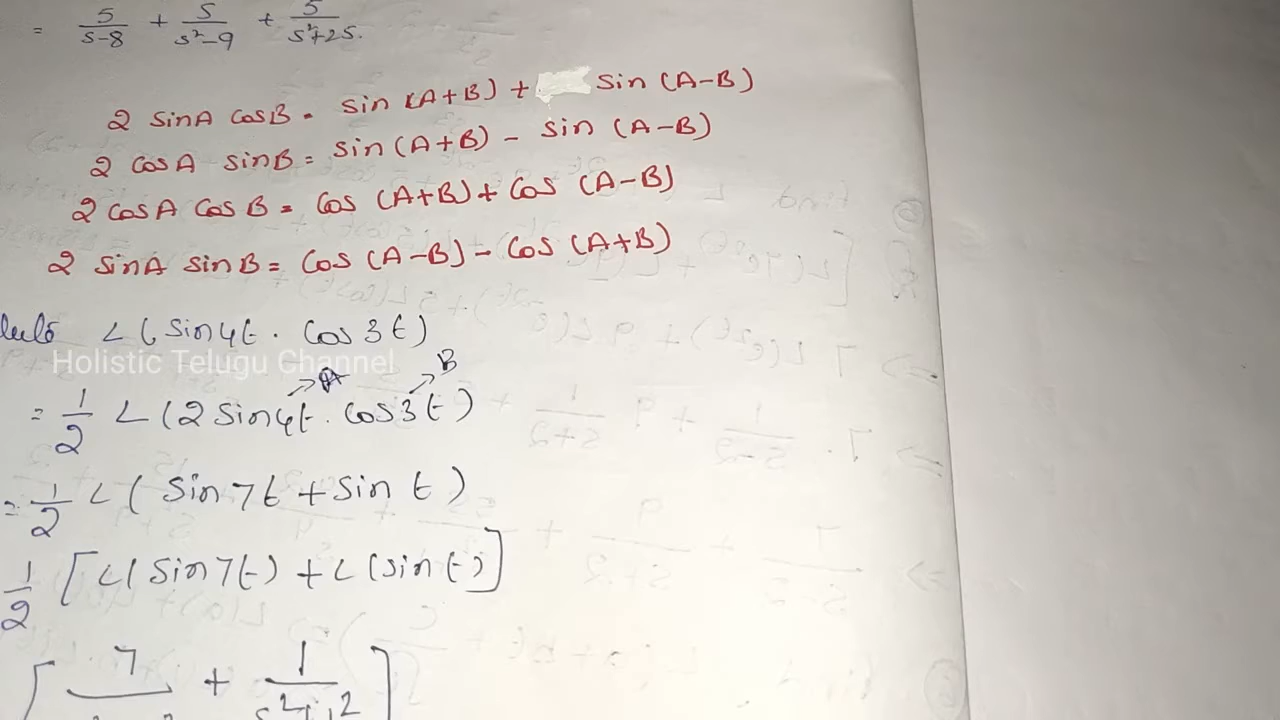 = 5/s-8 + 5/s²-9 + 5/s²+25.
2 sinA cosB = sin (A+B) + sin (A-B)
2 cosA sinB = sin (A+B) - sin (A-B)
2 cosA cosB = cos (A+B) + cos (A-B)
2 sinA sinB = cos (A-B) - cos (A+B)
L(sin4t . cos3t)
Holistic Telugu Channel
A B
= 1/2 L(2 sin4t . cos3t)
= 1/2 L(sin7t + sin t)
1/2 [L(sin7t) + L(sin t)]
[7 + 1/s²+1²]